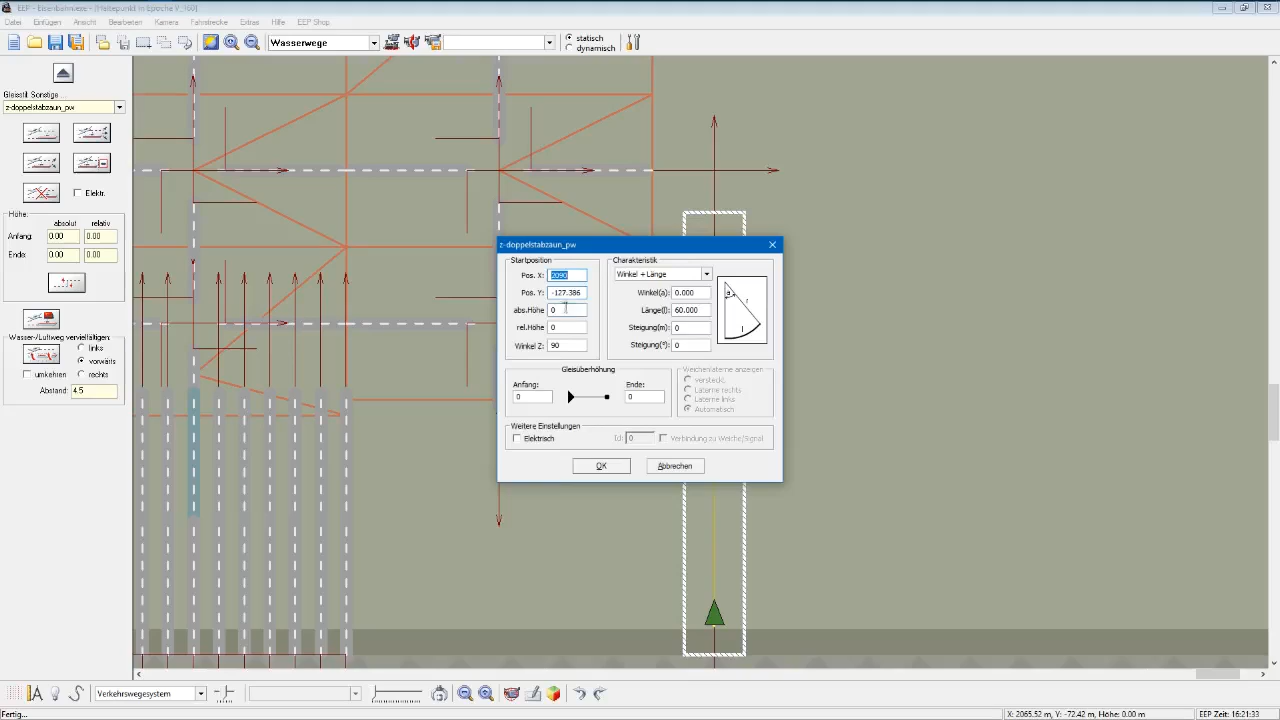 EEP - Eisenbahn.exe - [Haltepunkt in Epoche V_160]
Datei Einfügen Ansicht Bearbeiten Kamera Fahrstrecke Extras Hilfe EEP Shop
Wasserwege
statisch
dynamisch
Gleisstil: Sonstige ...
z-doppelstabzaun_pw
Elektr.
Höhe:
absolut relativ
Anfang: 0.00 0.00
Ende: 0.00 0.00
Wasser-/Luftweg vervielfältigen:
links
vorwärts
umkehren rechts
Abstand: 4.5
z-doppelstabzaun_pw
Startposition
Pos. X: 2090
Pos. Y: -127.386
abs.Höhe 0
rel.Höhe 0
Winkel Z: 90
Charakteristik
Winkel + Länge
Winkel(a): 0.000
Länge(l): 60.000
Steigung(m) 0
Steigung(°): 0
Gleisüberhöhung
Anfang: Ende:
0 0
Weichenlaterne anzeigen
versteckt
Laterne rechts
Laterne links
Automatisch
Weitere Einstellungen
Elektrisch Id: 0 Verbindung zu Weiche/Signal
OK Abbrechen
Verkehrswegesystem
Fertig...
X: 2065.52 m, Y: -72.42 m, Höhe: 0.00 m EEP Zeit: 16:21:33